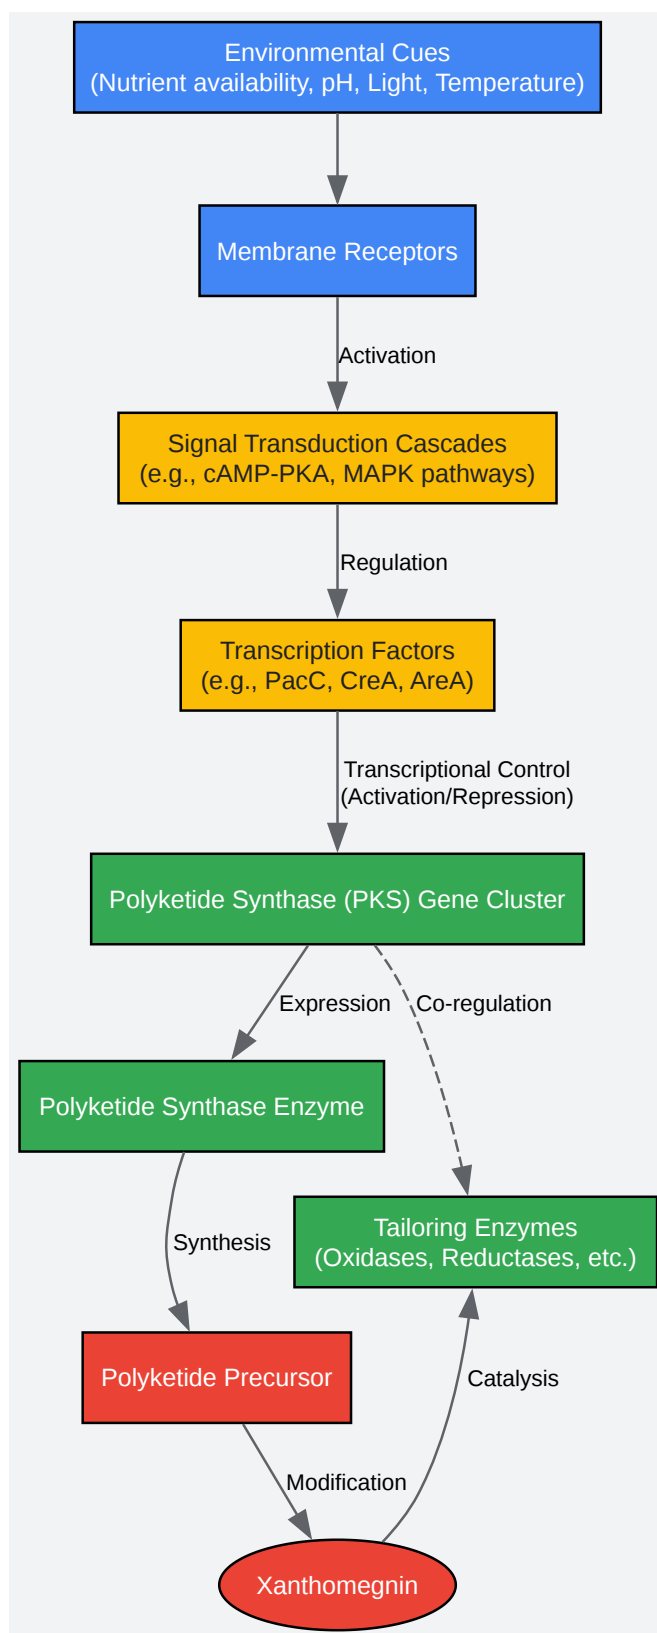 Environmental Cues
(Nutrient availability, pH, Light, Temperature)
Membrane Receptors
Activation
Signal Transduction Cascades
(e.g., cAMP-PKA, MAPK pathways)
Regulation
Transcription Factors
(e.g., PacC, CreA, AreA)
Transcriptional Control
(Activation/Repression)
Polyketide Synthase (PKS) Gene Cluster
Expression
Co-regulation
Polyketide Synthase Enzyme
Tailoring Enzymes
(Oxidases, Reductases, etc.)
Synthesis
Polyketide Precursor
Catalysis
Modification
Xanthomegnin